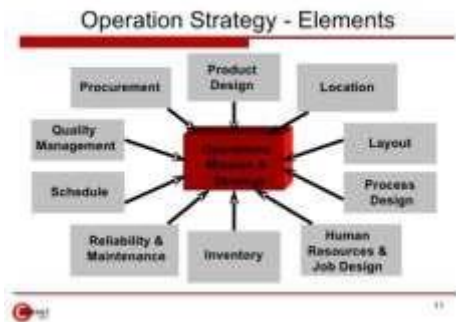 Operation Strategy - Elements
Product
Design
Procurement
Location
Quality
Management
Layout
Schedule
Process
Design
Reliability &
Maintenance
Inventory
Human
Resources &
Job Design